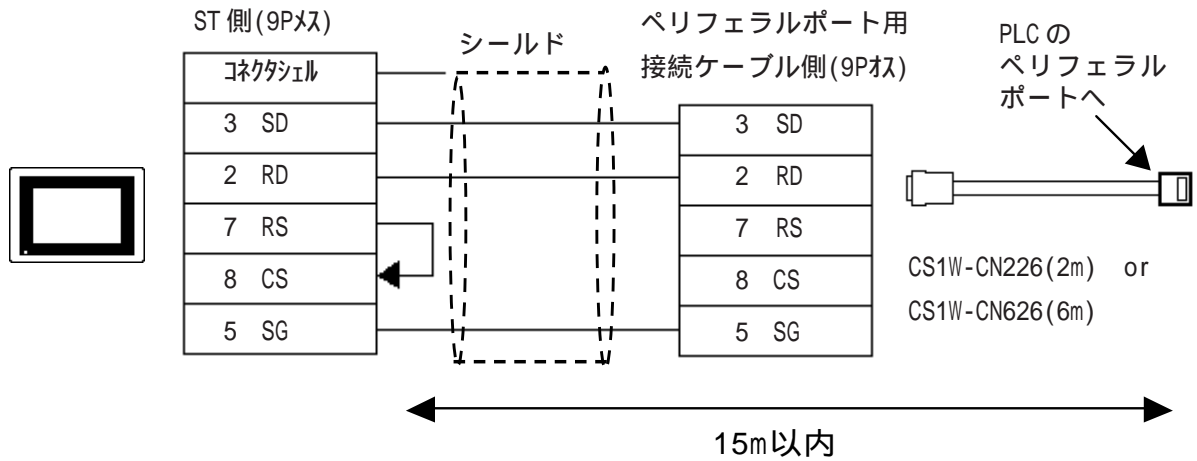 ST 側(9Pﾒｽ)
コネクタシェル
3 SD
2 RD
7 RS
8 CS
5 SG
シールド
ペリフェラルポート用
接続ケーブル側(9Pｵｽ)
3 SD
2 RD
7 RS
8 CS
5 SG
PLC の
ペリフェラル
ポートへ
CS1W-CN226(2m) or
CS1W-CN626(6m)
15m以内